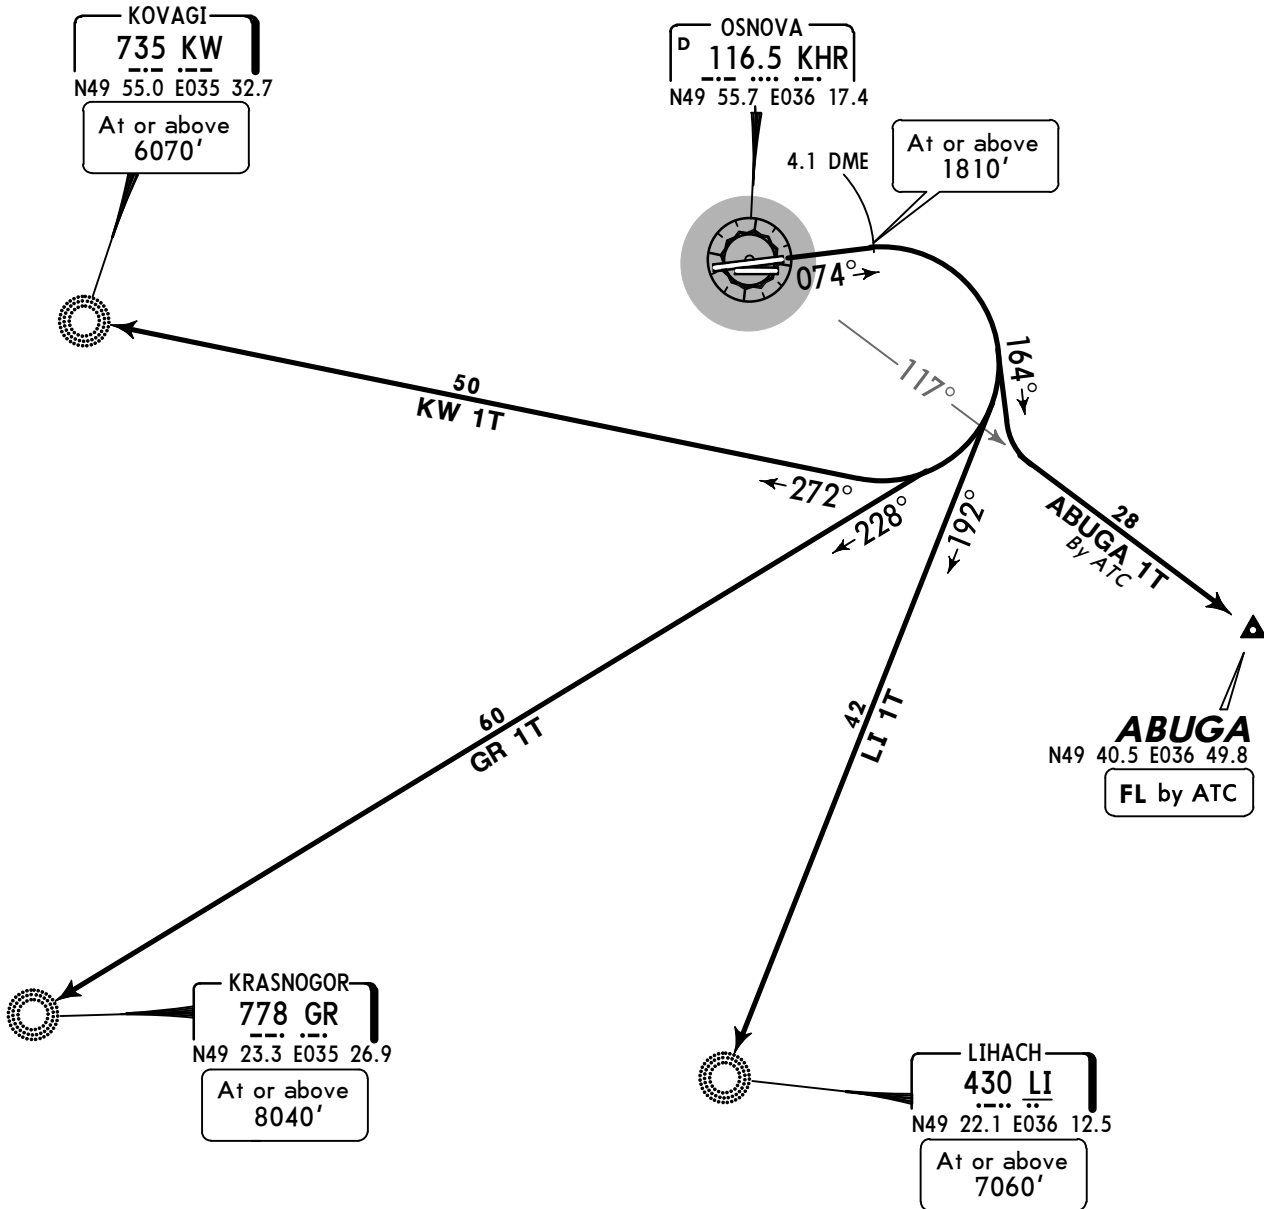 KOVAGI
735 KW
N49 55.0 E035 32.7
At or above
6070'
OSNOVA
D 116.5 KHR
N49 55.7 E036 17.4
4.1 DME
At or above
1810'
074°
117°
164°
50
KW 1T
272°
228°
192°
28
ABUGA 1T
By ATC
60
GR 1T
42
LI 1T
ABUGA
N49 40.5 E036 49.8
FL by ATC
KRASNOGOR
778 GR
N49 23.3 E035 26.9
At or above
8040'
LIHACH
430 LI
N49 22.1 E036 12.5
At or above
7060'